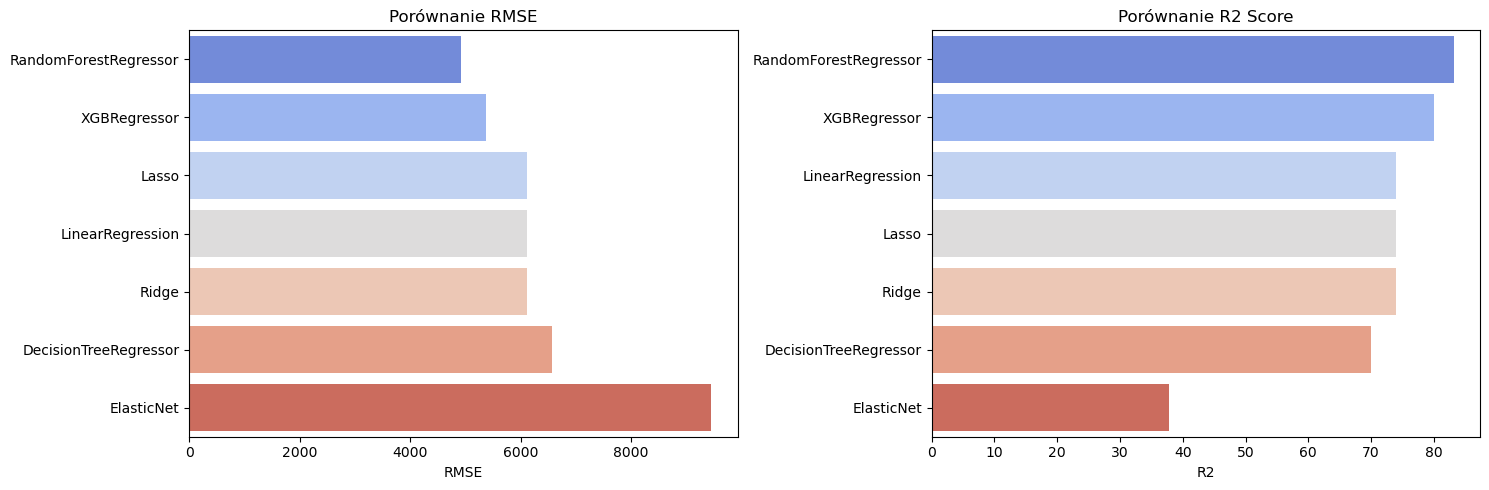 Porównanie RMSE
RandomForestRegressor
XGBRegressor
Lasso
LinearRegression
Ridge
DecisionTreeRegressor
ElasticNet
0 2000 4000 6000 8000
RMSE
Porównanie R2 Score
RandomForestRegressor
XGBRegressor
LinearRegression
Lasso
Ridge
DecisionTreeRegressor
ElasticNet
0 10 20 30 40 50 60 70 80
R2